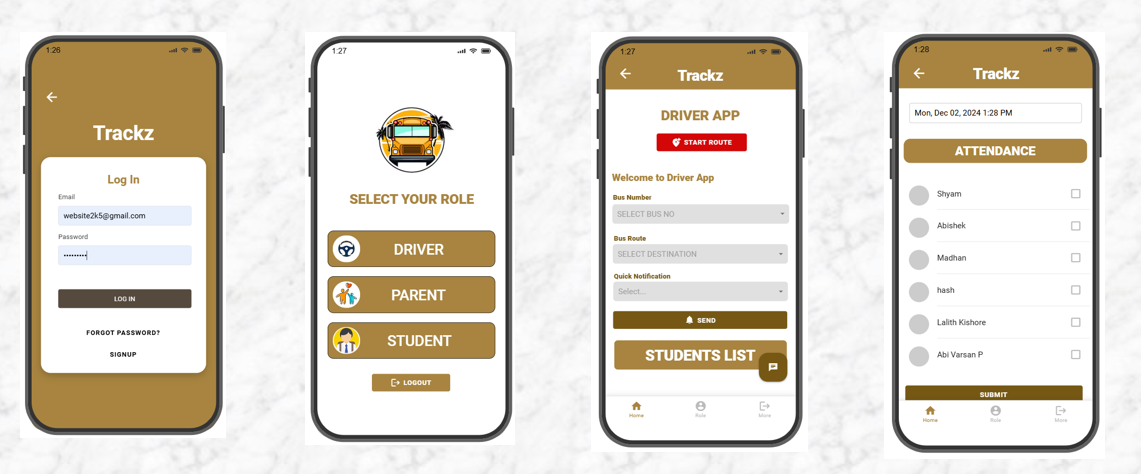 1:26
Trackz
Log In
Email
website2k5@gmail.com
Password
LOG IN
FORGOT PASSWORD?
SIGNUP
1:27
SELECT YOUR ROLE
DRIVER
PARENT
STUDENT
LOGOUT
1:27
Trackz
DRIVER APP
START ROUTE
Welcome to Driver App
Bus Number
SELECT BUS NO
Bus Route
SELECT DESTINATION
Quick Notification
Select...
SEND
STUDENTS LIST
Home Role More
1:28
Trackz
Mon, Dec 02, 2024 1:28 PM
ATTENDANCE
Shyam
Abishek
Madhan
hash
Lalith Kishore
Abi Varsan P
SUBMIT
Home Role More